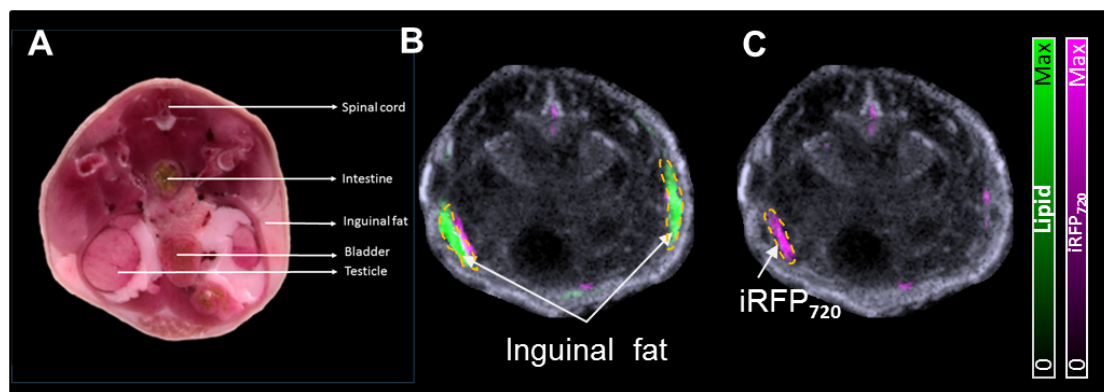 A
B
C
Spinal cord
Intestine
Inguinal fat
Bladder
Testicle
Inguinal fat
iRFP720
Max
Lipid
0
Max
iRFP720
0